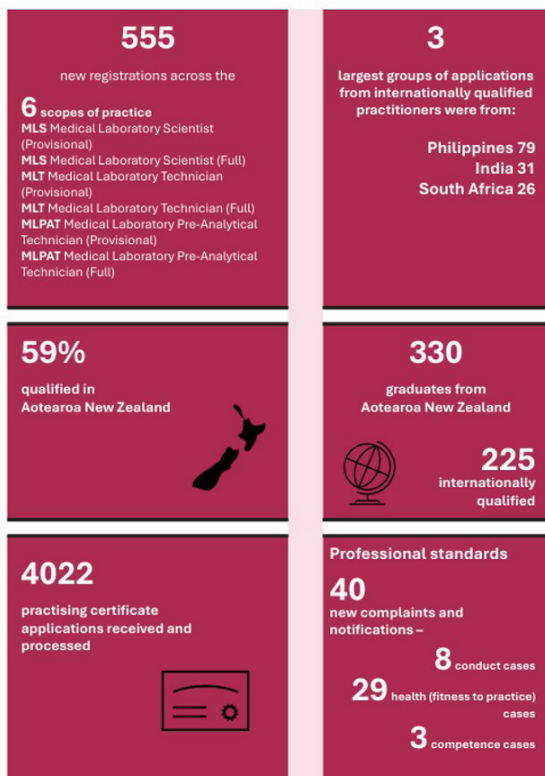 555
new registrations across the
6 scopes of practice
MLS Medical Laboratory Scientist
(Provisional)
MLS Medical Laboratory Scientist (Full)
MLT Medical Laboratory Technician
(Provisional)
MLT Medical Laboratory Technician (Full)
MLPAT Medical Laboratory Pre-Analytical
Technician (Provisional)
MLPAT Medical Laboratory Pre-Analytical
Technician (Full)
3
largest groups of applications
from internationally qualified
practitioners were from:
Philippines 79
India 31
South Africa 26
59%
qualified in
Aotearoa New Zealand
330
graduates from
Aotearoa New Zealand
225
internationally
qualified
4022
practising certificate
applications received and
processed
Professional standards
40
new complaints and
notifications –
8 conduct cases
29 health (fitness to practice)
cases
3 competence cases